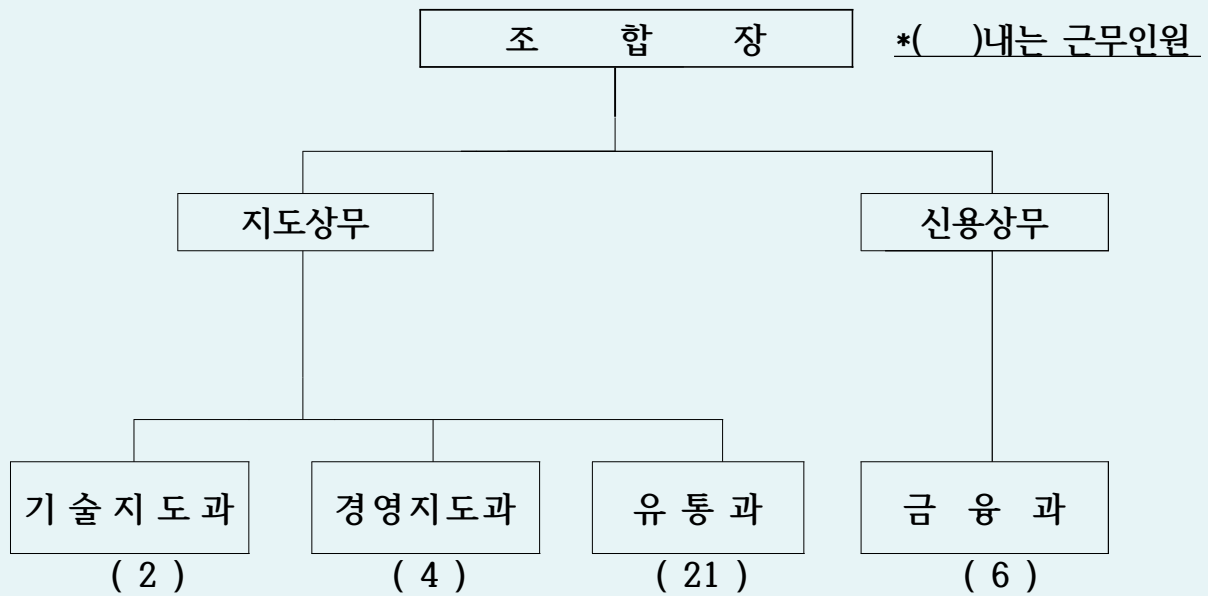 조 합 장 *( )내는 근무인원
지도상무 신용상무
기술지도과 경영지도과 유통과 금융과
( 2 ) ( 4 ) ( 21 ) ( 6 )